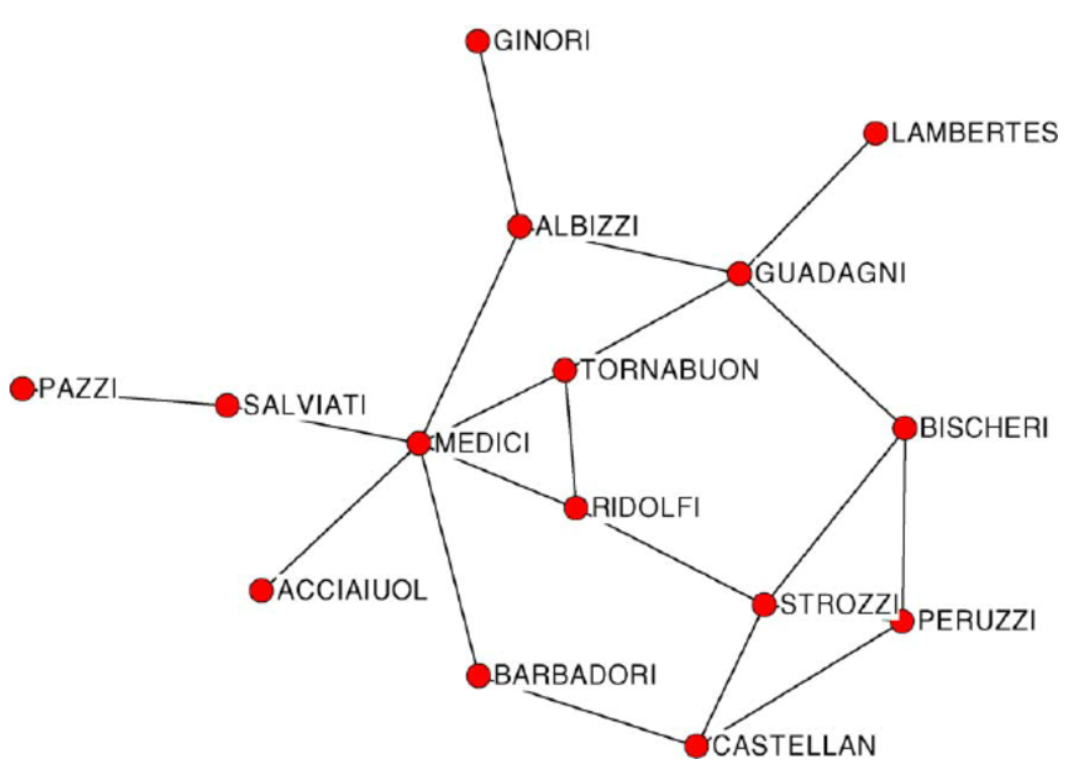 GINORI
LAMBERTES
ALBIZZI
GUADAGNI
TORNABUON
PAZZI
SALVIATI
BISCHERI
MEDICI
RIDOLFI
ACCIAIUOL
STROZZI
PERUZZI
BARBADORI
CASTELLAN